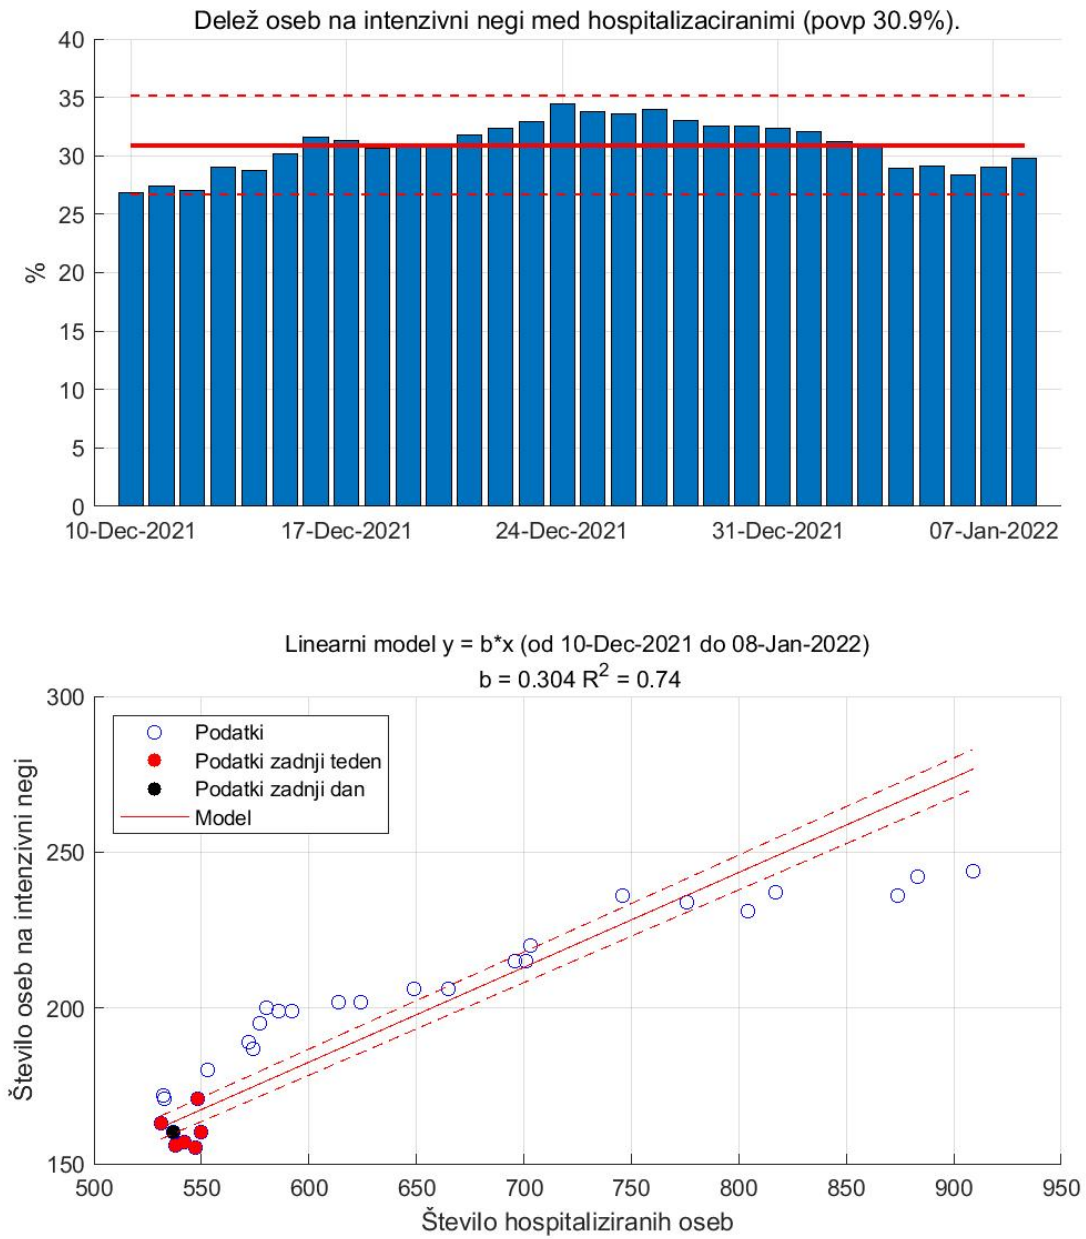 Delež oseb na intenzivni negi med hospitalizaciranimi (povp 30.9%).
40
35
30
25
20
15
10
5
0
%
10-Dec-2021 17-Dec-2021 24-Dec-2021 31-Dec-2021 07-Jan-2022
Linearni model y = b*x (od 10-Dec-2021 do 08-Jan-2022)
b = 0.304 R² = 0.74
300
250
200
150
Število oseb na intenzivni negi
Podatki
Podatki zadnji teden
Podatki zadnji dan
Model
500 550 600 650 700 750 800 850 900 950
Število hospitaliziranih oseb